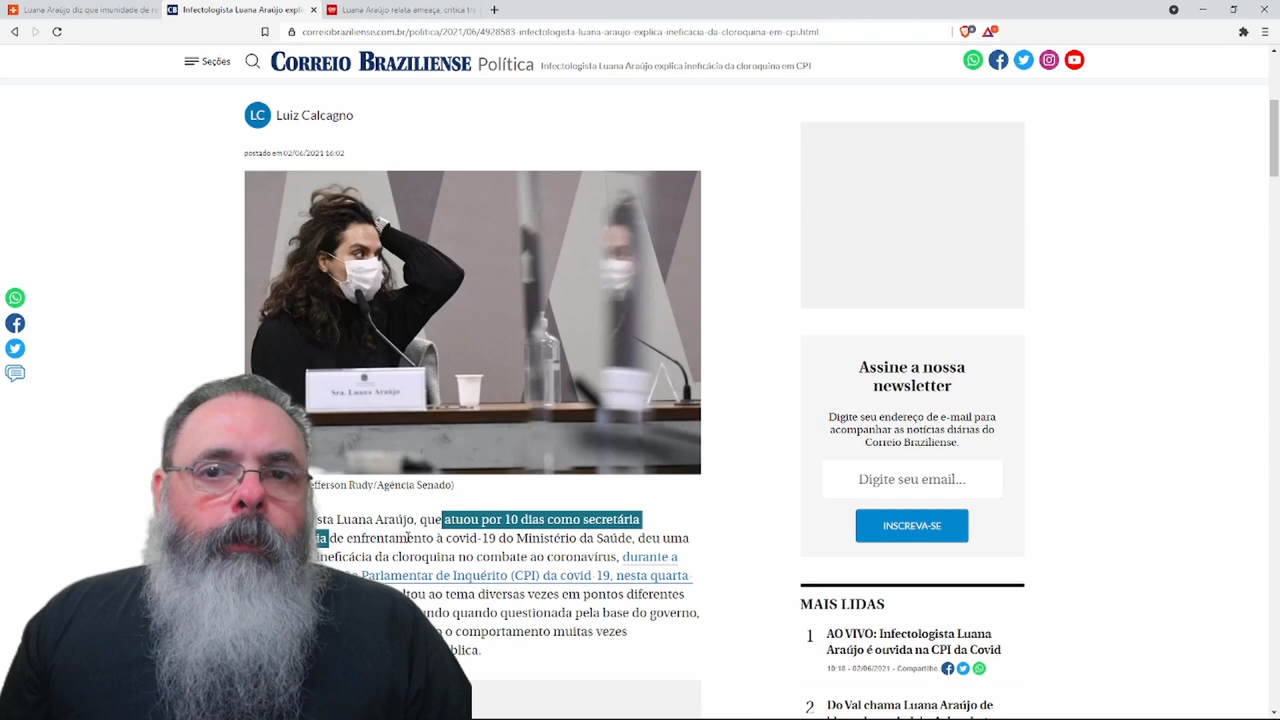 Luana Araújo diz que imunidade de re
Infectologista Luana Araújo expli
Luana Araújo relata ameaça, critica tra
correiobraziliense.com.br/politica/2021/06/4928583-infectologista-luana-araujo-explica-ineficacia-da-cloroquina-em-cpi.html
Seções
CORREIO BRAZILIENSE Política Infectologista Luana Araújo explica ineficácia da cloroquina em CPI
LC Luiz Calcagno
postado em 02/06/2021 16:02
Sra. Luana Araújo
efferson Rudy/Agência Senado)
sta Luana Araújo, que atuou por 10 dias como secretária
ia de enfrentamento à covid-19 do Ministério da Saúde, deu uma
ineficácia da cloroquina no combate ao coronavírus, durante a
Parlamentar de Inquérito (CPI) da covid-19, nesta quarta-
ltou ao tema diversas vezes em pontos diferentes
ndo quando questionada pela base do governo,
o comportamento muitas vezes
blica.
Assine a nossa
newsletter
Digite seu endereço de e-mail para
acompanhar as notícias diárias do
Correio Braziliense.
Digite seu email...
INSCREVA-SE
MAIS LIDAS
1 AO VIVO: Infectologista Luana
Araújo é ouvida na CPI da Covid
10:18 - 02/06/2021 - Compartilhe
2 Do Val chama Luana Araújo de